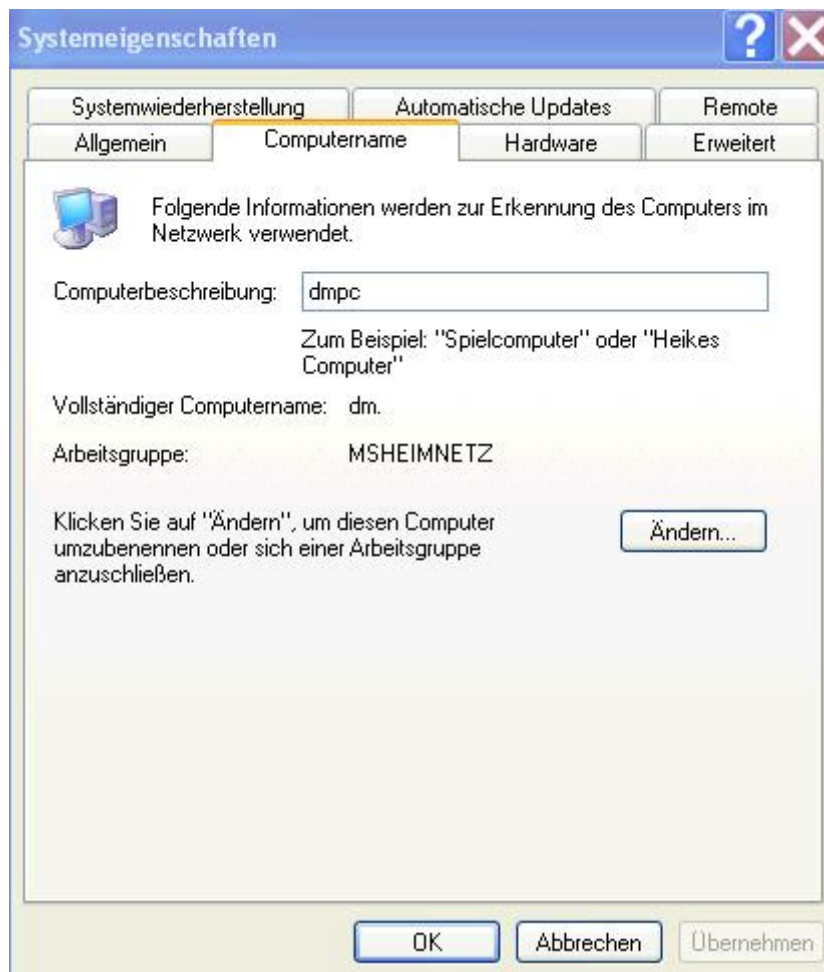 Systemeigenschaften
Systemwiederherstellung Automatische Updates Remote
Allgemein Computername Hardware Erweitert
Folgende Informationen werden zur Erkennung des Computers im
Netzwerk verwendet.
Computerbeschreibung: dmpc
Zum Beispiel: "Spielcomputer" oder "Heikes
Computer"
Vollständiger Computername: dm.
Arbeitsgruppe: MSHEIMNETZ
Klicken Sie auf "Ändern", um diesen Computer
umzubenennen oder sich einer Arbeitsgruppe
anzuschließen.
Ändern...
OK Abbrechen Übernehmen